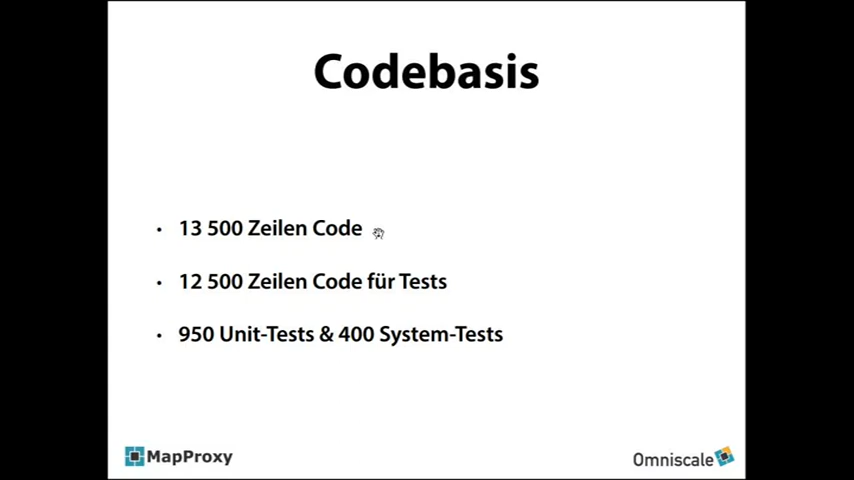 Codebasis
• 13 500 Zeilen Code
• 12 500 Zeilen Code für Tests
• 950 Unit-Tests & 400 System-Tests
MapProxy
Omniscale